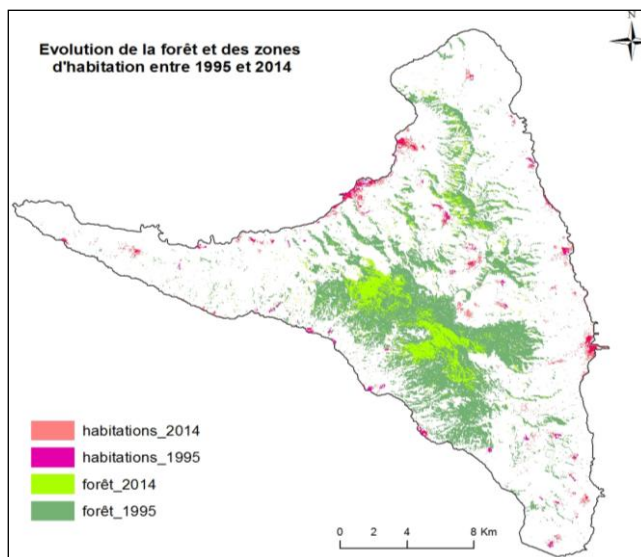 Evolution de la forêt et des zones
d'habitation entre 1995 et 2014
N
habitations_2014
habitations_1995
forêt_2014
forêt_1995
0 2 4 8 Km